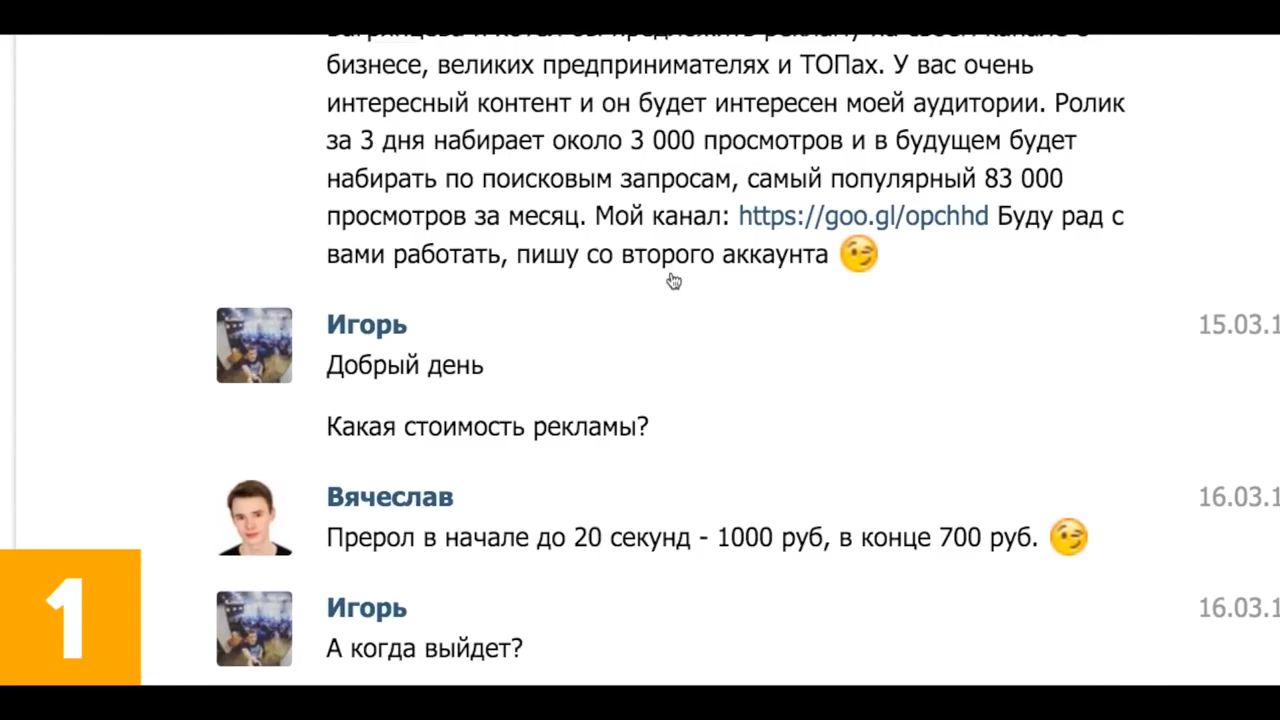 бизнесе, великих предпринимателях и ТОПах. У вас очень
интересный контент и он будет интересен моей аудитории. Ролик
за 3 дня набирает около 3 000 просмотров и в будущем будет
набирать по поисковым запросам, самый популярный 83 000
просмотров за месяц. Мой канал: https://goo.gl/opchhd Буду рад с
вами работать, пишу со второго аккаунта
Игорь 15.03.1
Добрый день
Какая стоимость рекламы?
Вячеслав 16.03.1
Прерол в начале до 20 секунд - 1000 руб, в конце 700 руб.
Игорь 16.03.1
А когда выйдет?
1